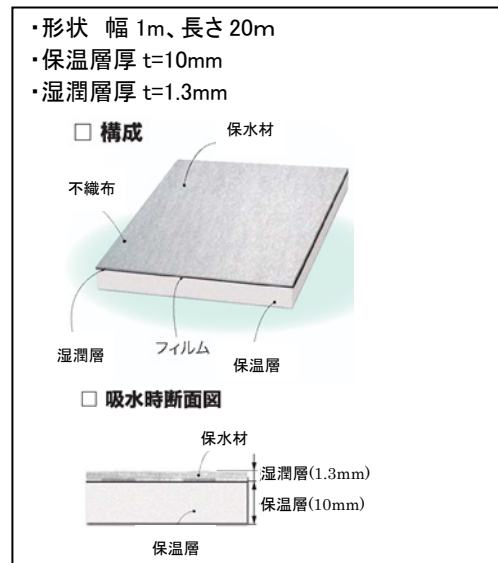 ・形状 幅 1m、長さ 20m
・保温層厚 t=10mm
・湿潤層厚 t=1.3mm
□ 構成
保水材
不織布
湿潤層
フィルム
保温層
□ 吸水時断面図
保水材
湿潤層(1.3mm)
保温層(10mm)
保温層